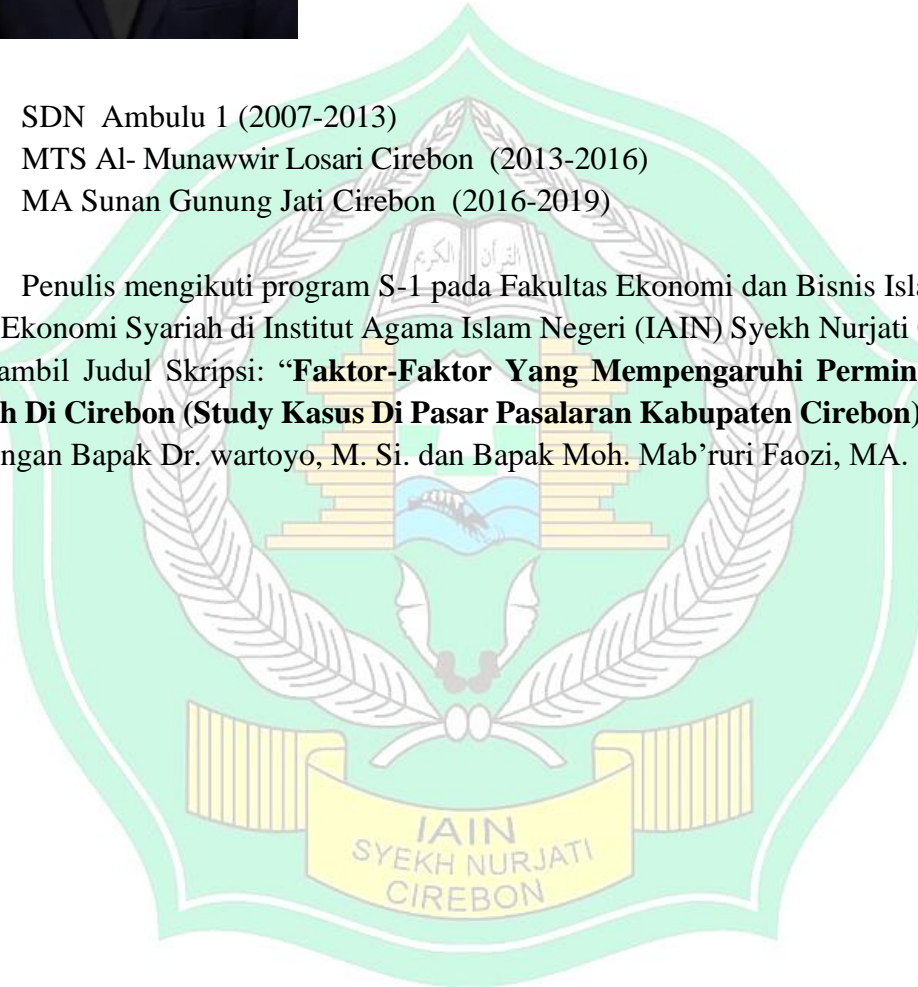 SDN Ambulu 1 (2007-2013)
MTS Al- Munawwir Losari Cirebon (2013-2016)
MA Sunan Gunung Jati Cirebon (2016-2019)
Penulis mengikuti program S-1 pada Fakultas Ekonomi dan Bisnis Isla
Ekonomi Syariah di Institut Agama Islam Negeri (IAIN) Syekh Nurjati
ambil Judul Skripsi: “Faktor-Faktor Yang Mempengaruhi Permin
h Di Cirebon (Study Kasus Di Pasar Pasalaran Kabupaten Cirebon)
ngan Bapak Dr. wartoyo, M. Si. dan Bapak Moh. Mab’ruri Faozi, MA.
القرآن الكريم
IAIN
SYEKH NURJATI
CIREBON